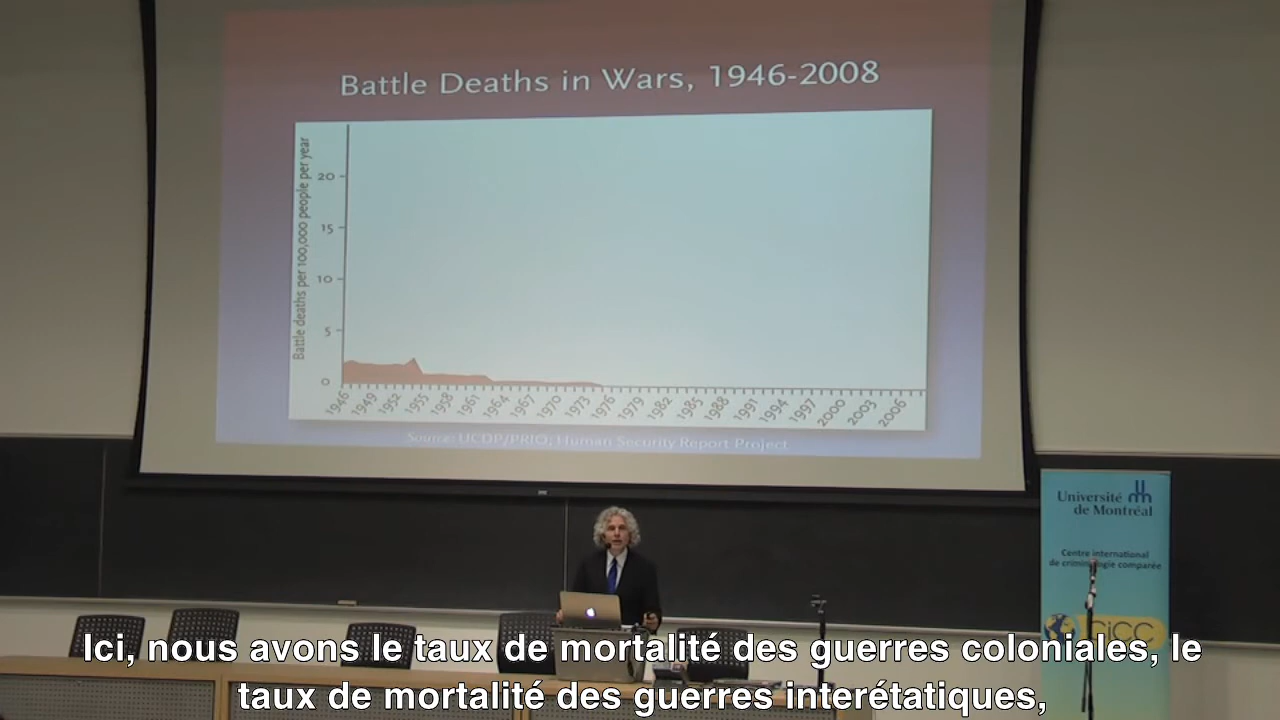 Battle Deaths in Wars, 1946-2008
Battle deaths per 100,000 people per year
20
15
10
5
0
1946 1949 1952 1955 1958 1961 1964 1967 1970 1973 1976 1979 1982 1985 1988 1991 1994 1997 2000 2003 2006
Source: UCDP/PRIO; Human Security Report Project
Université
de Montréal
Centre international
de criminologie comparée
cicc
Ici, nous avons le taux de mortalité des guerres coloniales, le
taux de mortalité des guerres interétatiques,